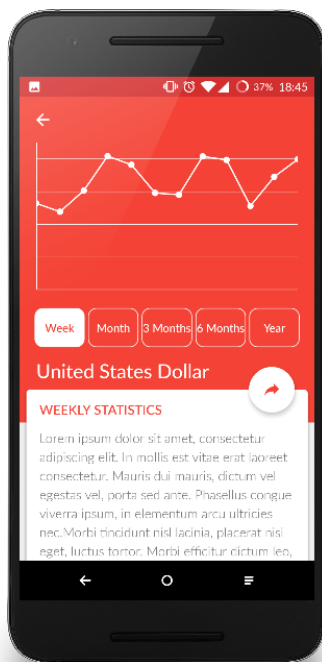 37% 18:45
Week Month 3 Months 6 Months Year
United States Dollar
WEEKLY STATISTICS
Lorem ipsum dolor sit amet, consectetur
adipiscing elit. In mollis est vitae erat laoreet
consectetur. Mauris dui mauris, dictum vel
egestas vel, porta sed ante. Phasellus congue
viverra ipsum, in elementum arcu ultricies
nec.Morbi tincidunt nisl lacinia, placerat nisl
eget, luctus tortor. Morbi efficitur dictum leo,